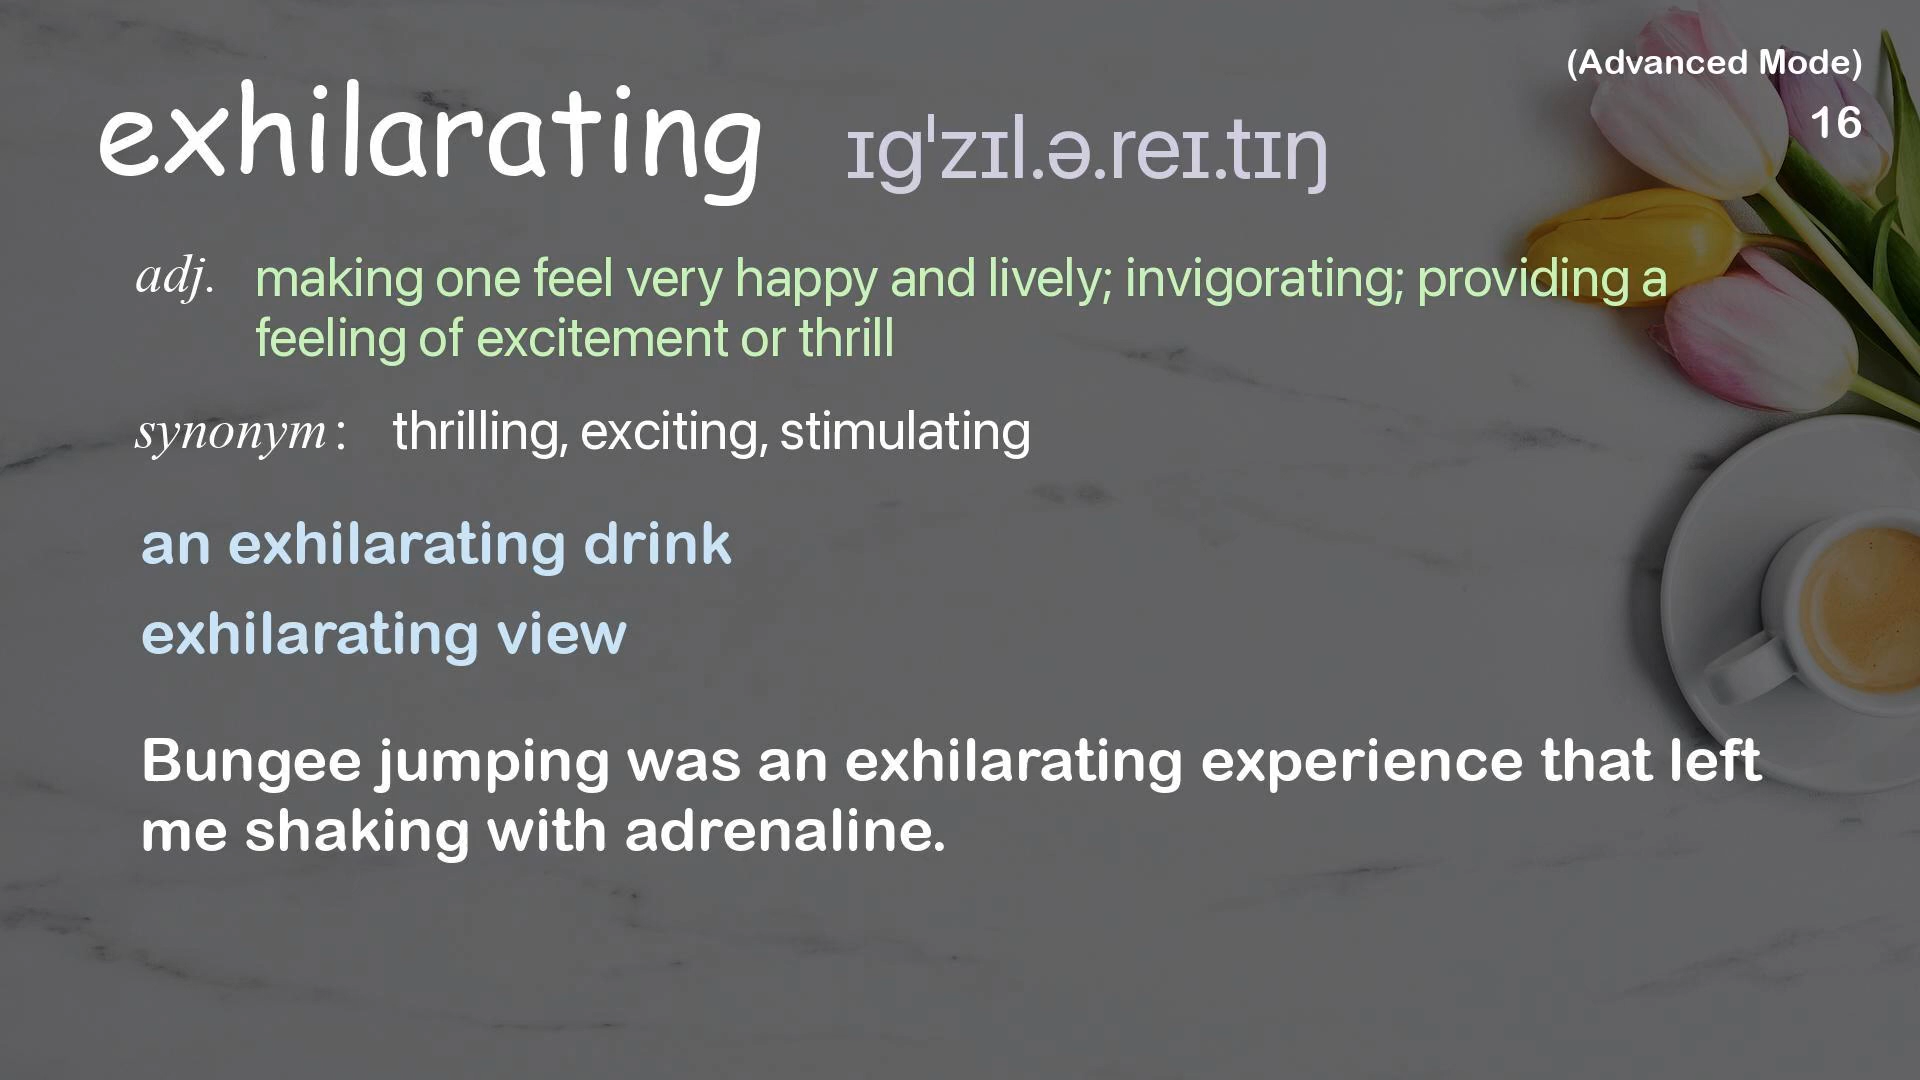 (Advanced Mode)
exhilarating ɪɡˈzɪl.ə.reɪ.tɪŋ
16
adj. making one feel very happy and lively; invigorating; providing a
feeling of excitement or thrill
synonym: thrilling, exciting, stimulating
an exhilarating drink
exhilarating view
Bungee jumping was an exhilarating experience that left
me shaking with adrenaline.